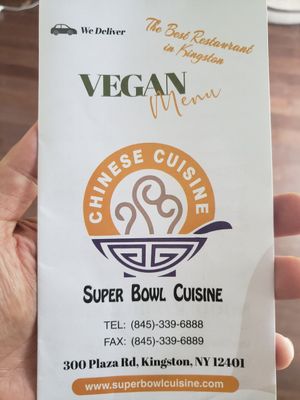 We Deliver
The Best Restaurant
in Kingston
VEGAN
Menu
CHINESE CUISINE
SUPER BOWL CUISINE
TEL: (845)-339-6888
FAX: (845)-339-6889
300 Plaza Rd, Kingston, NY 12401
www.superbowlcuisine.com